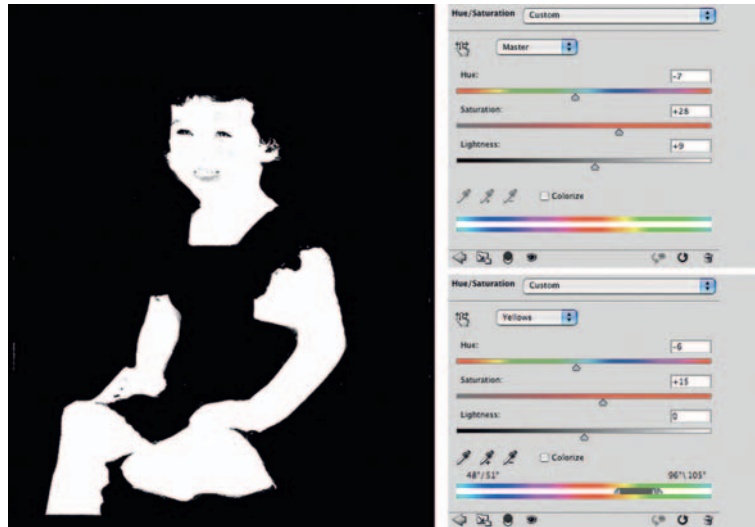 Hue/Saturation Custom
Master
Hue: -7
Saturation: +28
Lightness: +9
Colorize
Hue/Saturation Custom
Yellows
Hue: -6
Saturation: +15
Lightness: 0
Colorize
48°/51° 96°\105°